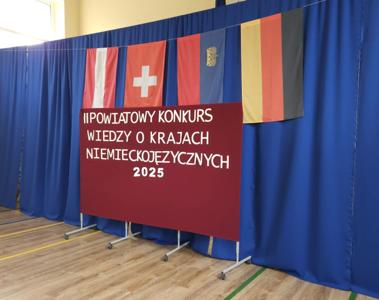 II POWIATOWY KONKURS
WIEDZY O KRAJACH
NIEMIECKOJĘZYCZNYCH
2025